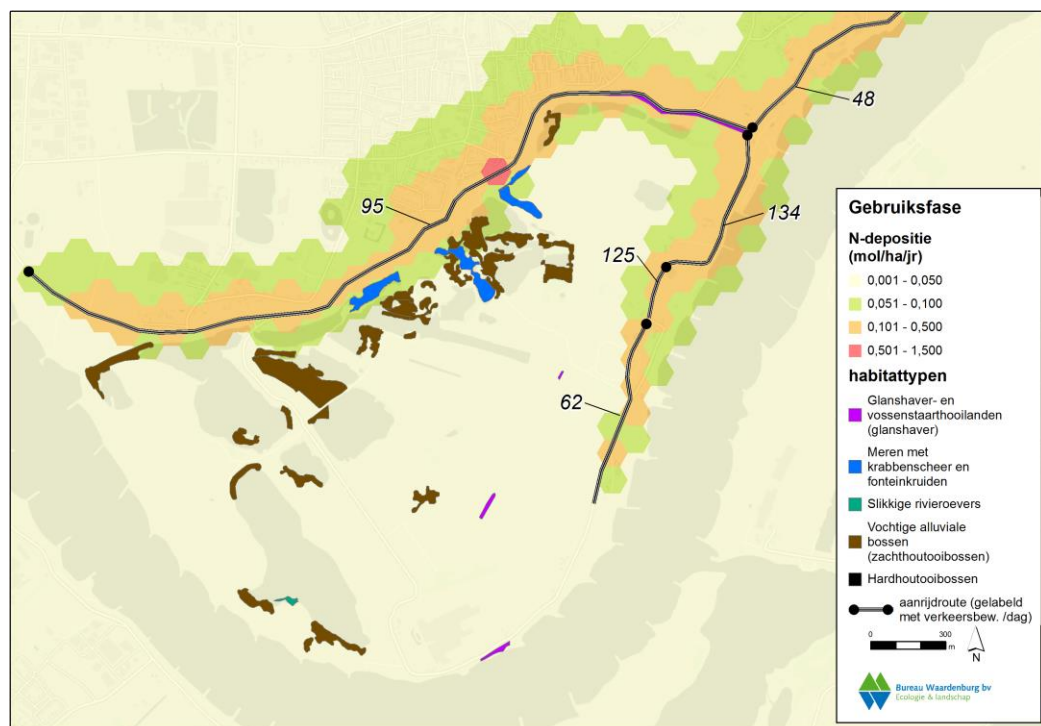 48
95
134
125
62
Gebruiksfase
N-depositie
(mol/ha/jr)
0,001 - 0,050
0,051 - 0,100
0,101 - 0,500
0,501 - 1,500
habitattypen
Glanshaver- en
vossenstaarthooilanden
(glanshaver)
Meren met
krabbenscheer en
fonteinkruiden
Slikkige rivieroevers
Vochtige alluviale
bossen
(zachthoutooibossen)
Hardhoutooibossen
aanrijdroute (gelabeld
met verkeersbew. /dag)
0 300
m
N
Bureau Waardenburg bv
Ecologie & landschap